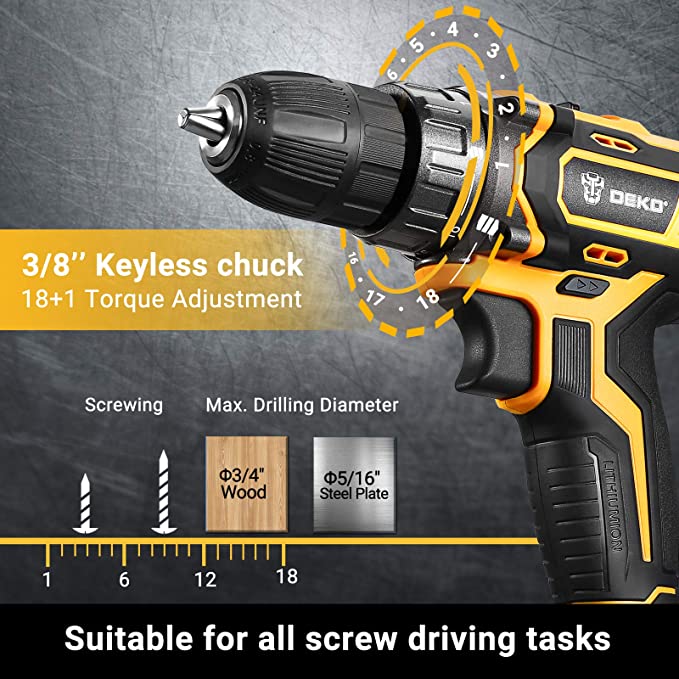 6 · 5 · 4 · 3 ·
2
1
DEKO®
10
3/8’’ Keyless chuck
18+1 Torque Adjustment
16
· 17 · 18
Screwing
Max. Drilling Diameter
Φ3/4"
Wood
Φ5/16"
Steel Plate
LITHIUM ION
1 6 12 18
Suitable for all screw driving tasks